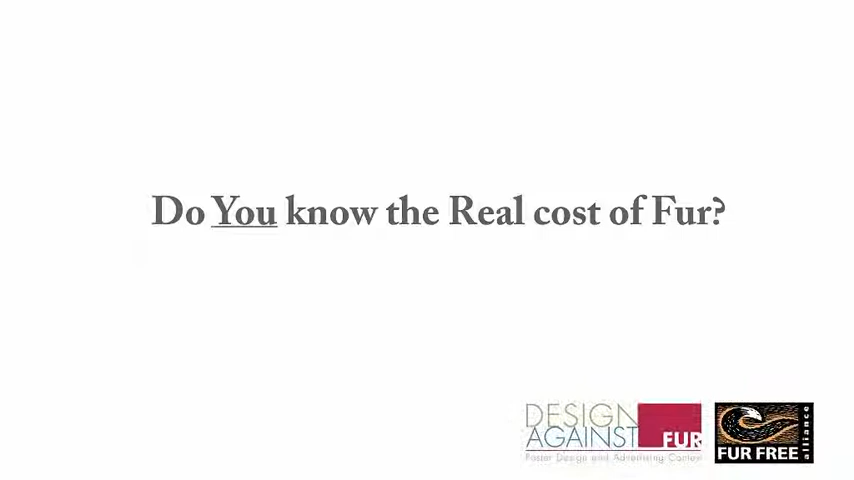 Do You know the Real cost of Fur?
DESIGN
AGAINST FUR
Poster Design and Advertising Contest
FUR FREE
alliance